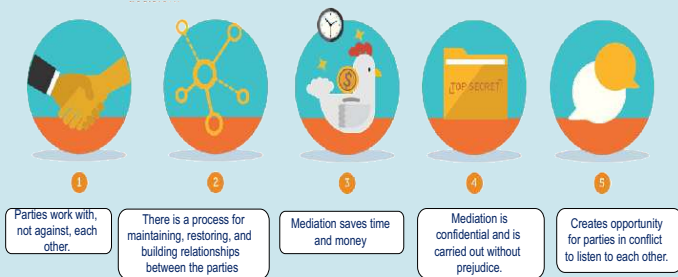 TOP SECRET
$
1
2
3
4
5
Parties work with,
not against, each
other.
There is a process for
maintaining, restoring, and
building relationships
between the parties
Mediation saves time
and money
Mediation is
confidential and is
carried out without
prejudice.
Creates opportunity
for parties in conflict
to listen to each other.